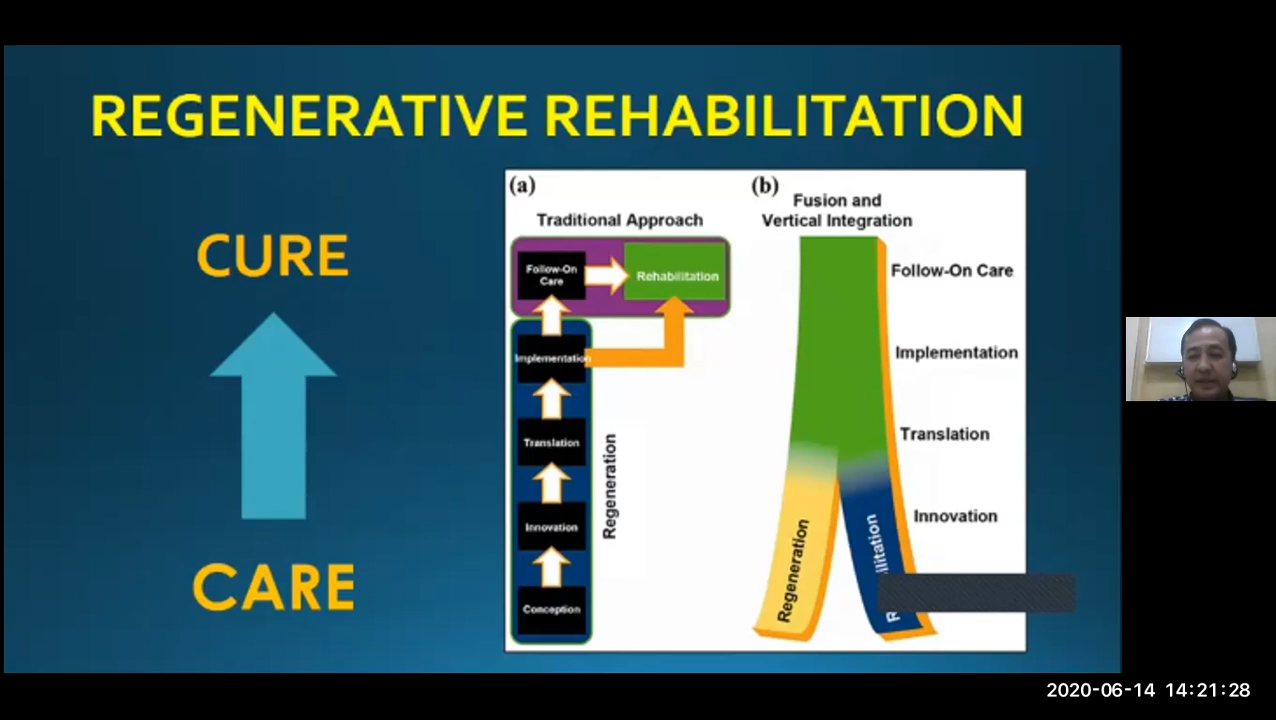 REGENERATIVE REHABILITATION
CURE
CARE
(a)
Traditional Approach
Follow-On
Care
Rehabilitation
Implementation
Translation
Innovation
Conception
Regeneration
(b)
Fusion and
Vertical Integration
Follow-On Care
Implementation
Translation
Innovation
Regeneration
2020-06-14 14:21:28